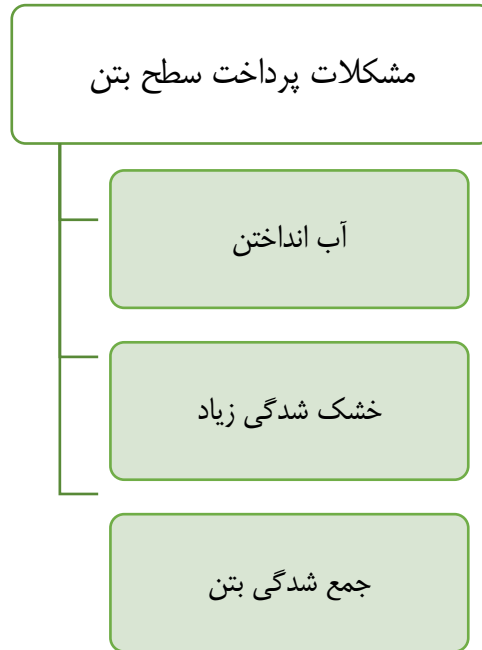 مشکلات پرداخت سطح بتن
آب انداختن
خشک شدگی زیاد
جمع شدگی بتن